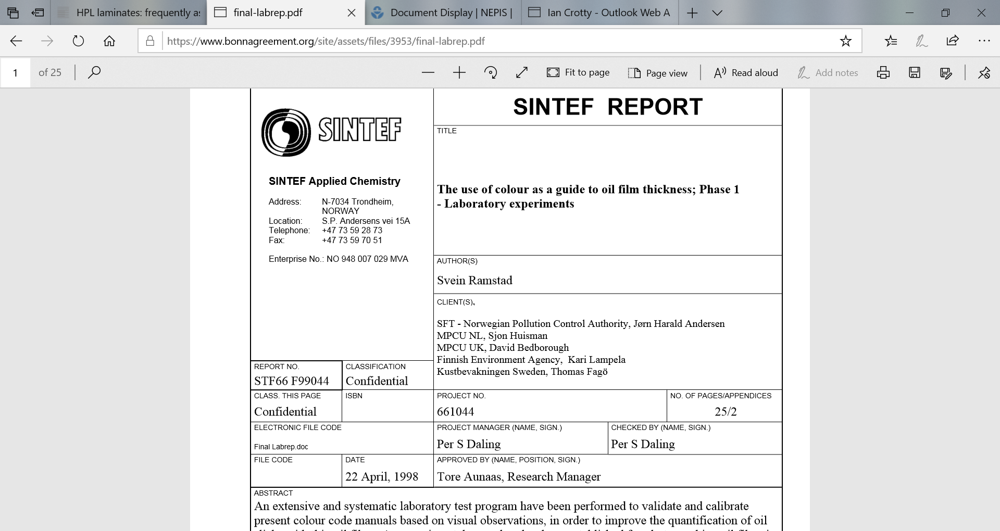 HPL laminates: frequently as
final-labrep.pdf
Document Display | NEPIS |
Ian Crotty - Outlook Web A
https://www.bonnagreement.org/site/assets/files/3953/final-labrep.pdf
1 of 25
Fit to page
Page view
Read aloud
Add notes
SINTEF
SINTEF Applied Chemistry
Address: N-7034 Trondheim,
NORWAY
Location: S.P. Andersens vei 15A
Telephone: +47 73 59 28 73
Fax: +47 73 59 70 51
Enterprise No.: NO 948 007 029 MVA
SINTEF REPORT
TITLE
The use of colour as a guide to oil film thickness; Phase 1
- Laboratory experiments
AUTHOR(S)
Svein Ramstad
CLIENT(S),
SFT - Norwegian Pollution Control Authority, Jørn Harald Andersen
MPCU NL, Sjon Huisman
MPCU UK, David Bedborough
Finnish Environment Agency, Kari Lampela
Kustbevakningen Sweden, Thomas Fagö
REPORT NO.
STF66 F99044
CLASSIFICATION
Confidential
CLASS. THIS PAGE
Confidential
ISBN
PROJECT NO.
661044
NO. OF PAGES/APPENDICES
25/2
ELECTRONIC FILE CODE
Final Labrep.doc
PROJECT MANAGER (NAME, SIGN.)
Per S Daling
CHECKED BY (NAME, SIGN.)
Per S Daling
FILE CODE
DATE
22 April, 1998
APPROVED BY (NAME, POSITION, SIGN.)
Tore Aunaas, Research Manager
ABSTRACT
An extensive and systematic laboratory test program have been performed to validate and calibrate
present colour code manuals based on visual observations, in order to improve the quantification of oil